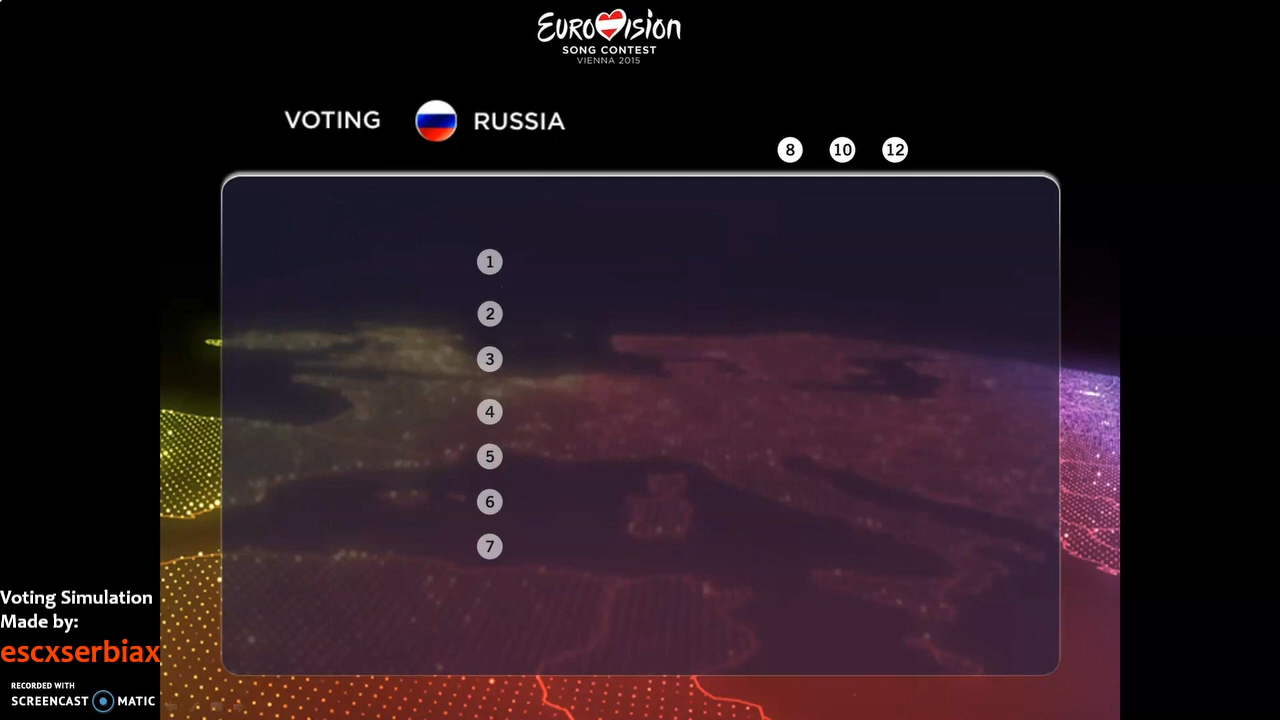 EUROVISION
SONG CONTEST
VIENNA 2015
VOTING RUSSIA
8 10 12
1
2
3
4
5
6
7
Voting Simulation
Made by:
escxserbiax
RECORDED WITH
SCREENCAST MATIC